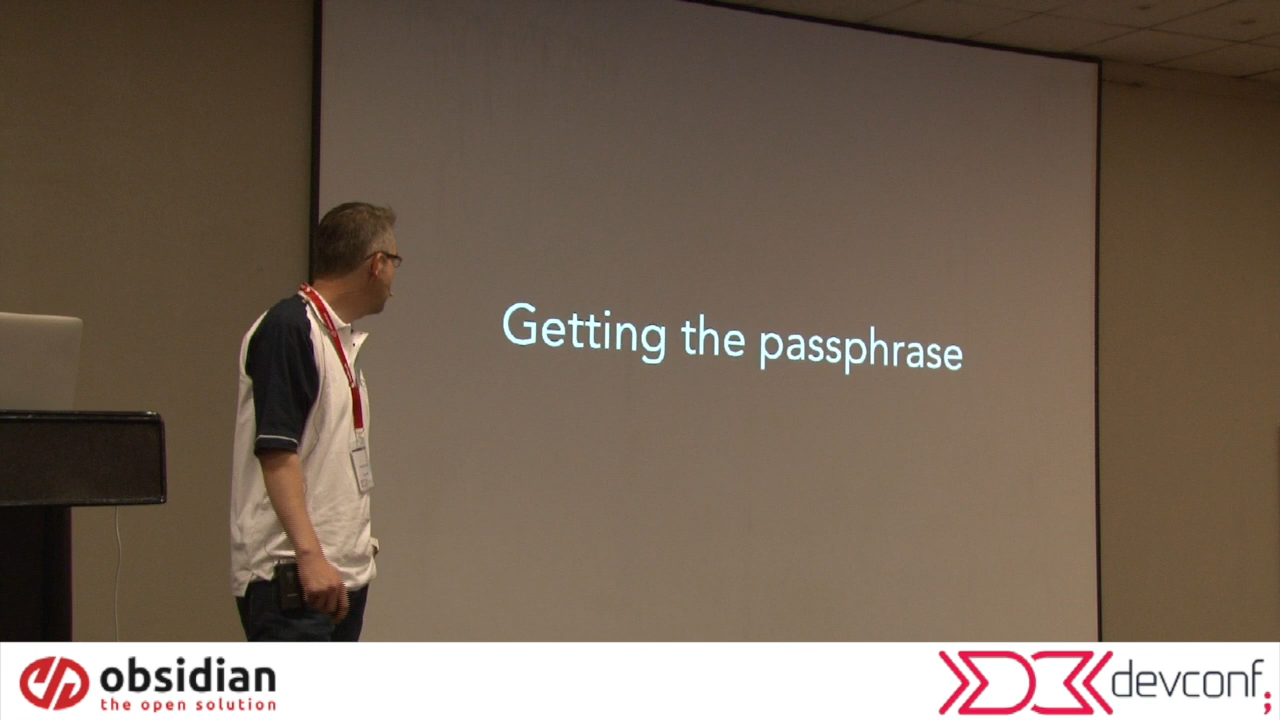 Getting the passphrase
obsidian
the open solution
devconf;